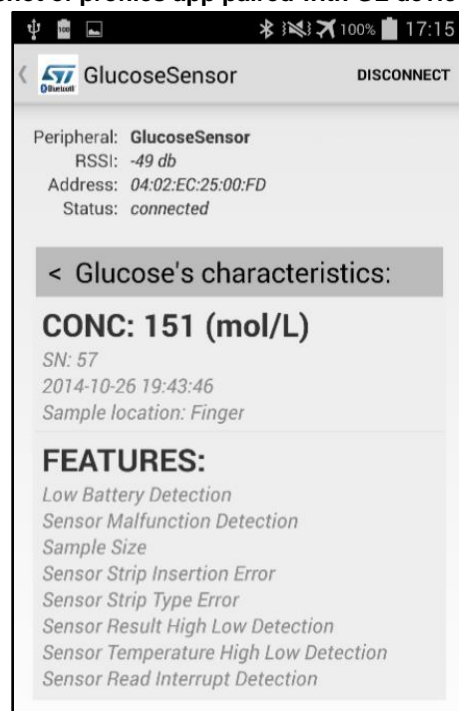 100% 17:15
GlucoseSensor DISCONNECT
Peripheral: GlucoseSensor
RSSI: -49 db
Address: 04:02:EC:25:00:FD
Status: connected
< Glucose's characteristics:
CONC: 151 (mol/L)
SN: 57
2014-10-26 19:43:46
Sample location: Finger
FEATURES:
Low Battery Detection
Sensor Malfunction Detection
Sample Size
Sensor Strip Insertion Error
Sensor Strip Type Error
Sensor Result High Low Detection
Sensor Temperature High Low Detection
Sensor Read Interrupt Detection